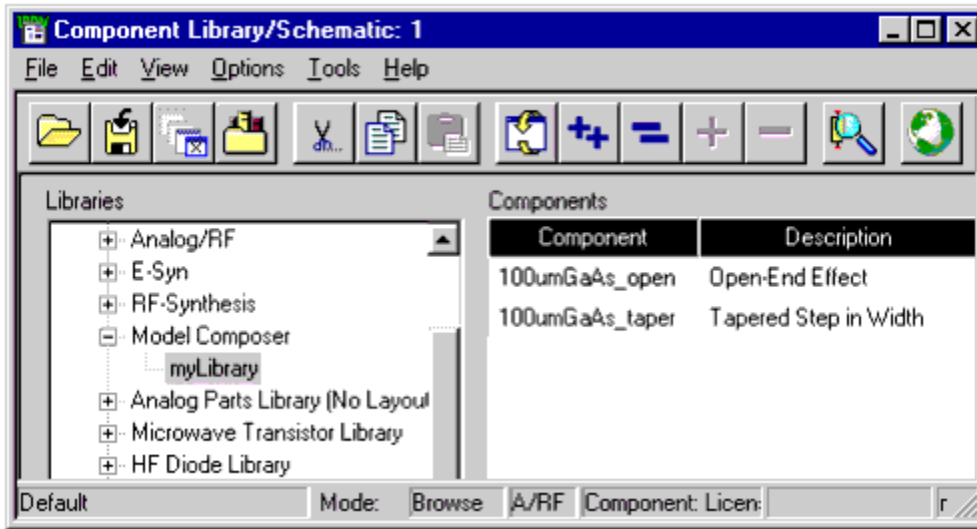 Component Library/Schematic: 1
File Edit View Options Tools Help
Libraries
Analog/RF
E-Syn
RF-Synthesis
Model Composer
myLibrary
Analog Parts Library (No Layout
Microwave Transistor Library
HF Diode Library
Components
Component Description
100umGaAs_open Open-End Effect
100umGaAs_taper Tapered Step in Width
Default Mode: Browse A/RF Component: Licen r